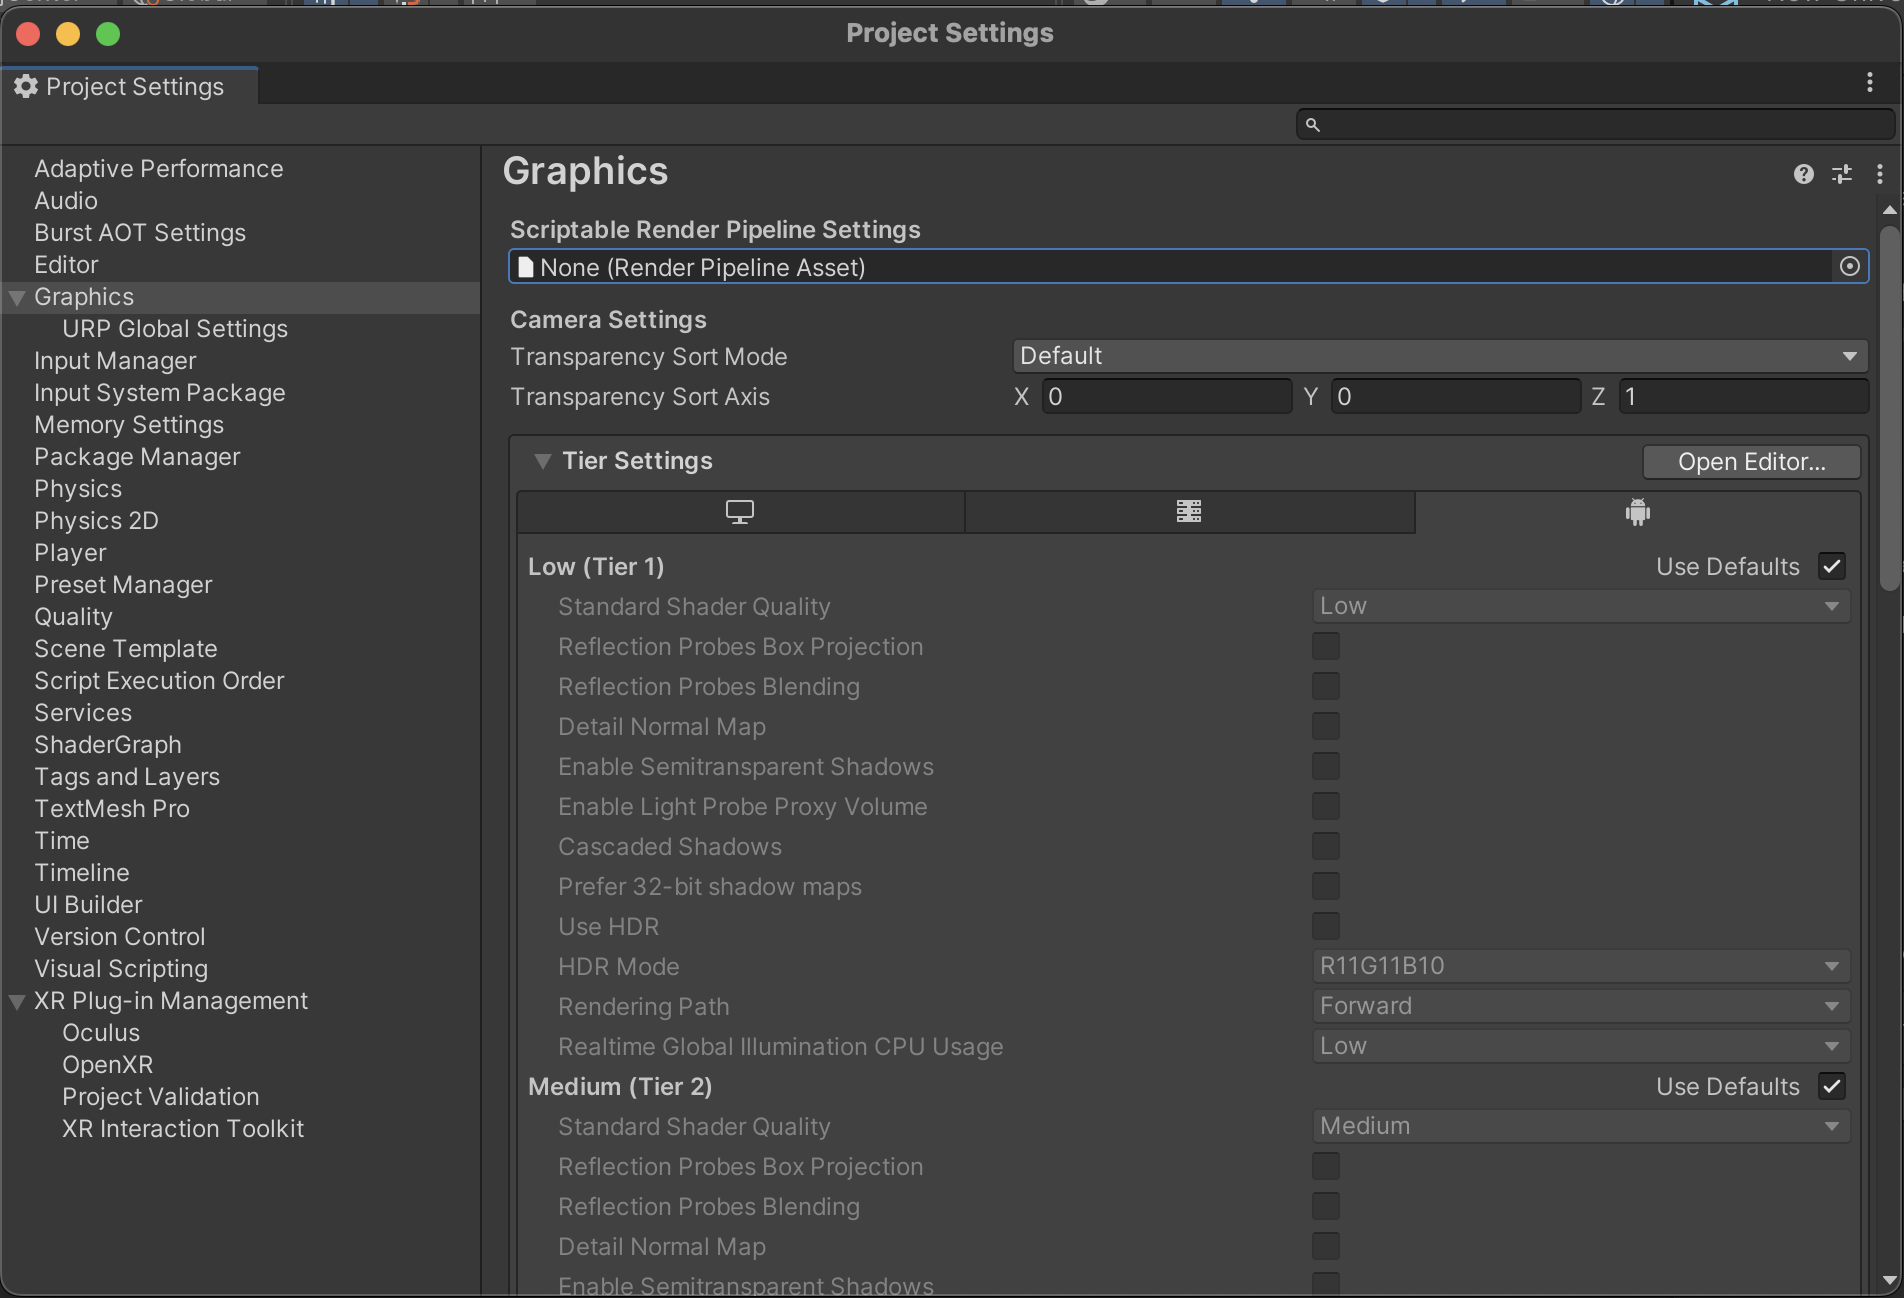 Project Settings
Project Settings
Adaptive Performance
Audio
Burst AOT Settings
Editor
Graphics
URP Global Settings
Input Manager
Input System Package
Memory Settings
Package Manager
Physics
Physics 2D
Player
Preset Manager
Quality
Scene Template
Script Execution Order
Services
ShaderGraph
Tags and Layers
TextMesh Pro
Time
Timeline
UI Builder
Version Control
Visual Scripting
XR Plug-in Management
Oculus
OpenXR
Project Validation
XR Interaction Toolkit
Graphics
Scriptable Render Pipeline Settings
None (Render Pipeline Asset)
Camera Settings
Transparency Sort Mode Default
Transparency Sort Axis X 0 Y 0 Z 1
Tier Settings Open Editor...
Low (Tier 1) Use Defaults
Standard Shader Quality Low
Reflection Probes Box Projection
Reflection Probes Blending
Detail Normal Map
Enable Semitransparent Shadows
Enable Light Probe Proxy Volume
Cascaded Shadows
Prefer 32-bit shadow maps
Use HDR
HDR Mode R11G11B10
Rendering Path Forward
Realtime Global Illumination CPU Usage Low
Medium (Tier 2) Use Defaults
Standard Shader Quality Medium
Reflection Probes Box Projection
Reflection Probes Blending
Detail Normal Map
Enable Semitransparent Shadows